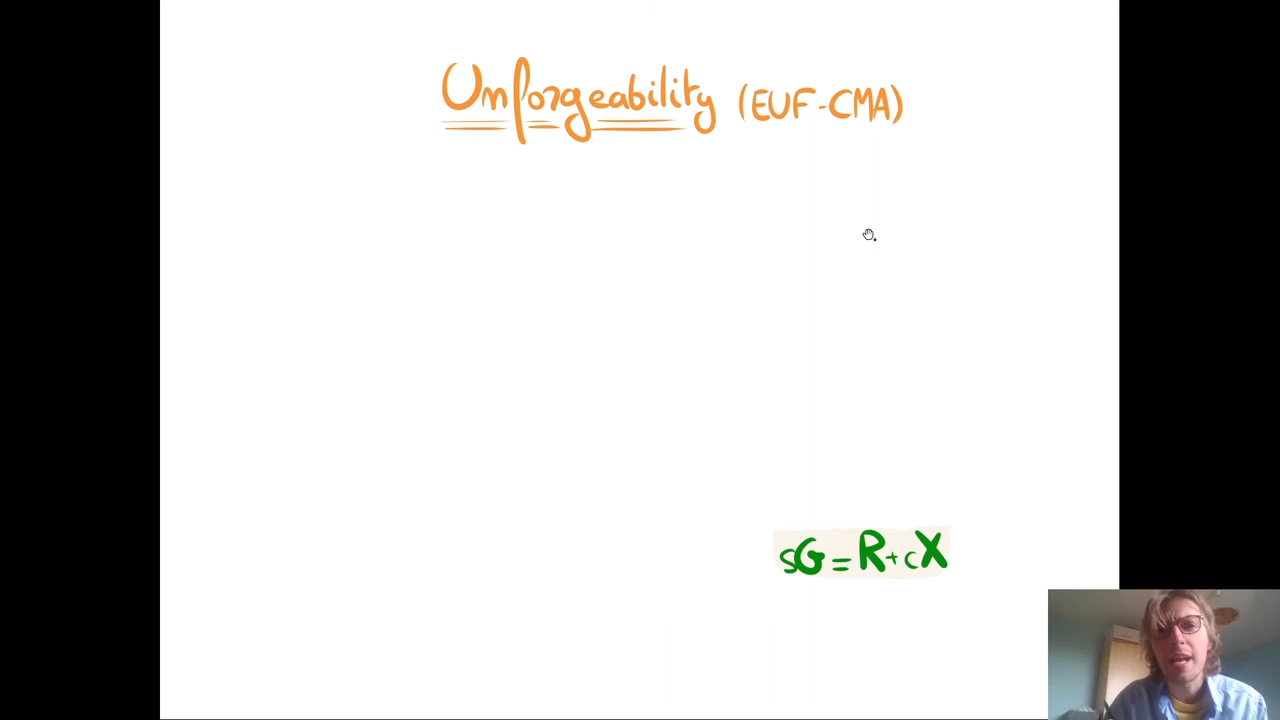 Unforgeability (EUF-CMA)
sG = R + cX